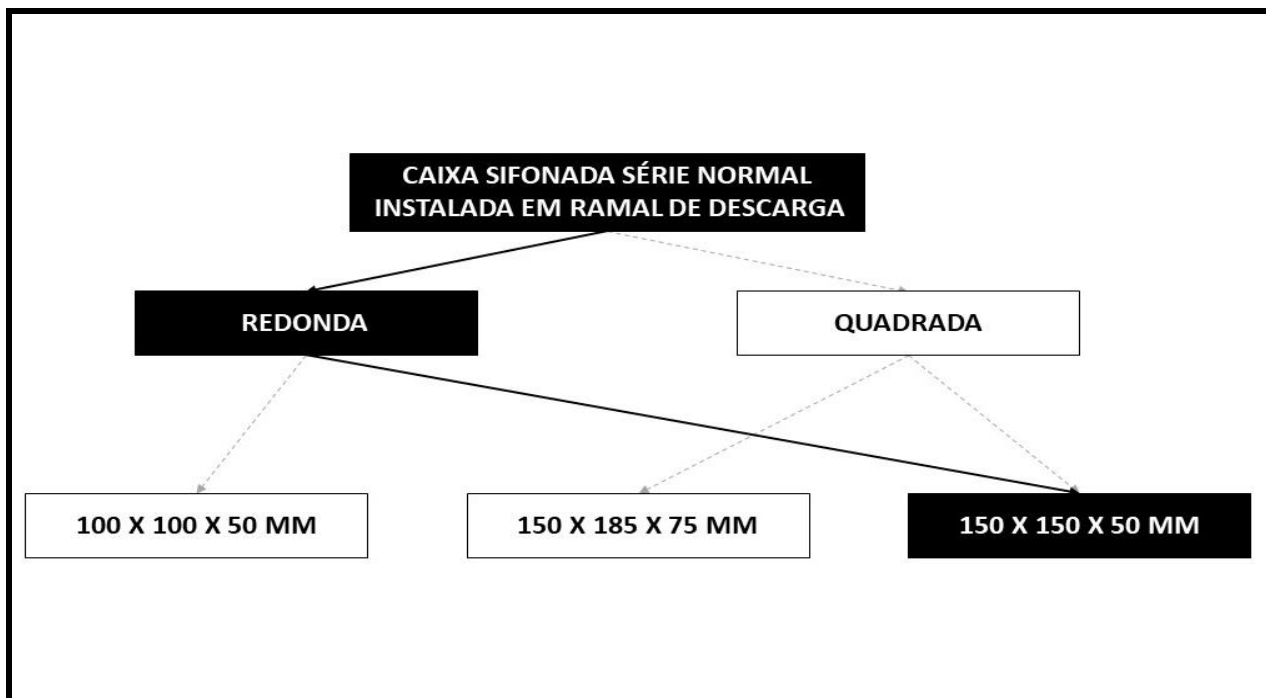 CAIXA SIFONADA SÉRIE NORMAL
INSTALADA EM RAMAL DE DESCARGA
REDONDA
QUADRADA
100 X 100 X 50 MM
150 X 185 X 75 MM
150 X 150 X 50 MM